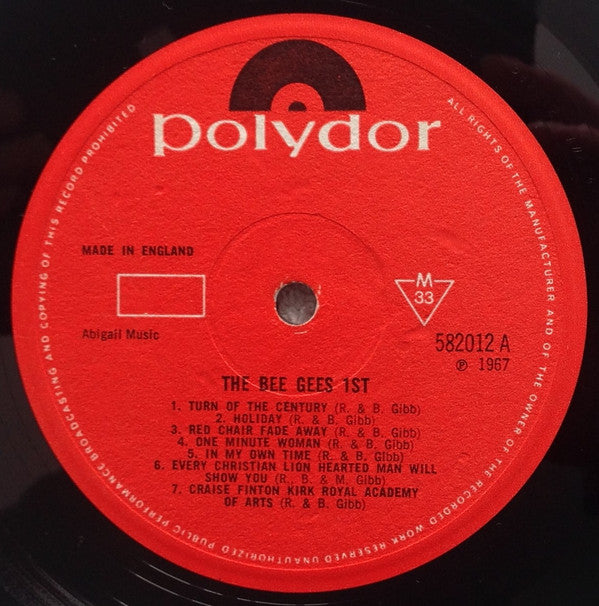 polydor
ALL RIGHTS OF THE MANUFACTURER AND OF THE OWNER OF THE RECORDED WORK RESERVED UNAUTHORIZED PUBLIC PERFORMANCE BROADCASTING AND COPYING OF THIS RECORD PROHIBITED
MADE IN ENGLAND
Abigail Music
M
33
582012 A
℗ 1967
THE BEE GEES 1ST
1. TURN OF THE CENTURY (R. & B. Gibb)
2. HOLIDAY (R. & B. Gibb)
3. RED CHAIR FADE AWAY (R. & B. Gibb)
4. ONE MINUTE WOMAN (R. & B. Gibb)
5. IN MY OWN TIME (R. & B. Gibb)
6. EVERY CHRISTIAN LION HEARTED MAN WILL
SHOW YOU (R. B. & M. Gibb)
7. CRAISE FINTON KIRK ROYAL ACADEMY
OF ARTS (R. & B. Gibb)